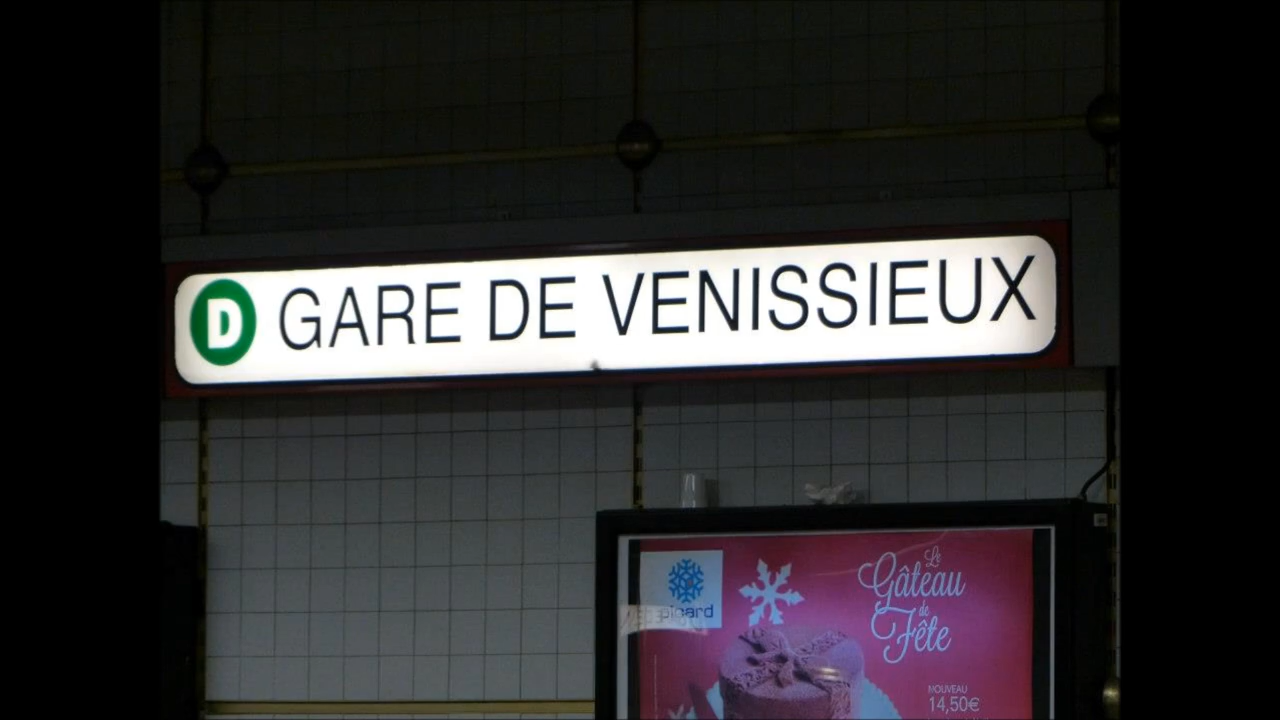 D GARE DE VENISSIEUX
picard
Le
Gâteau
de
Fête
NOUVEAU
14,50€